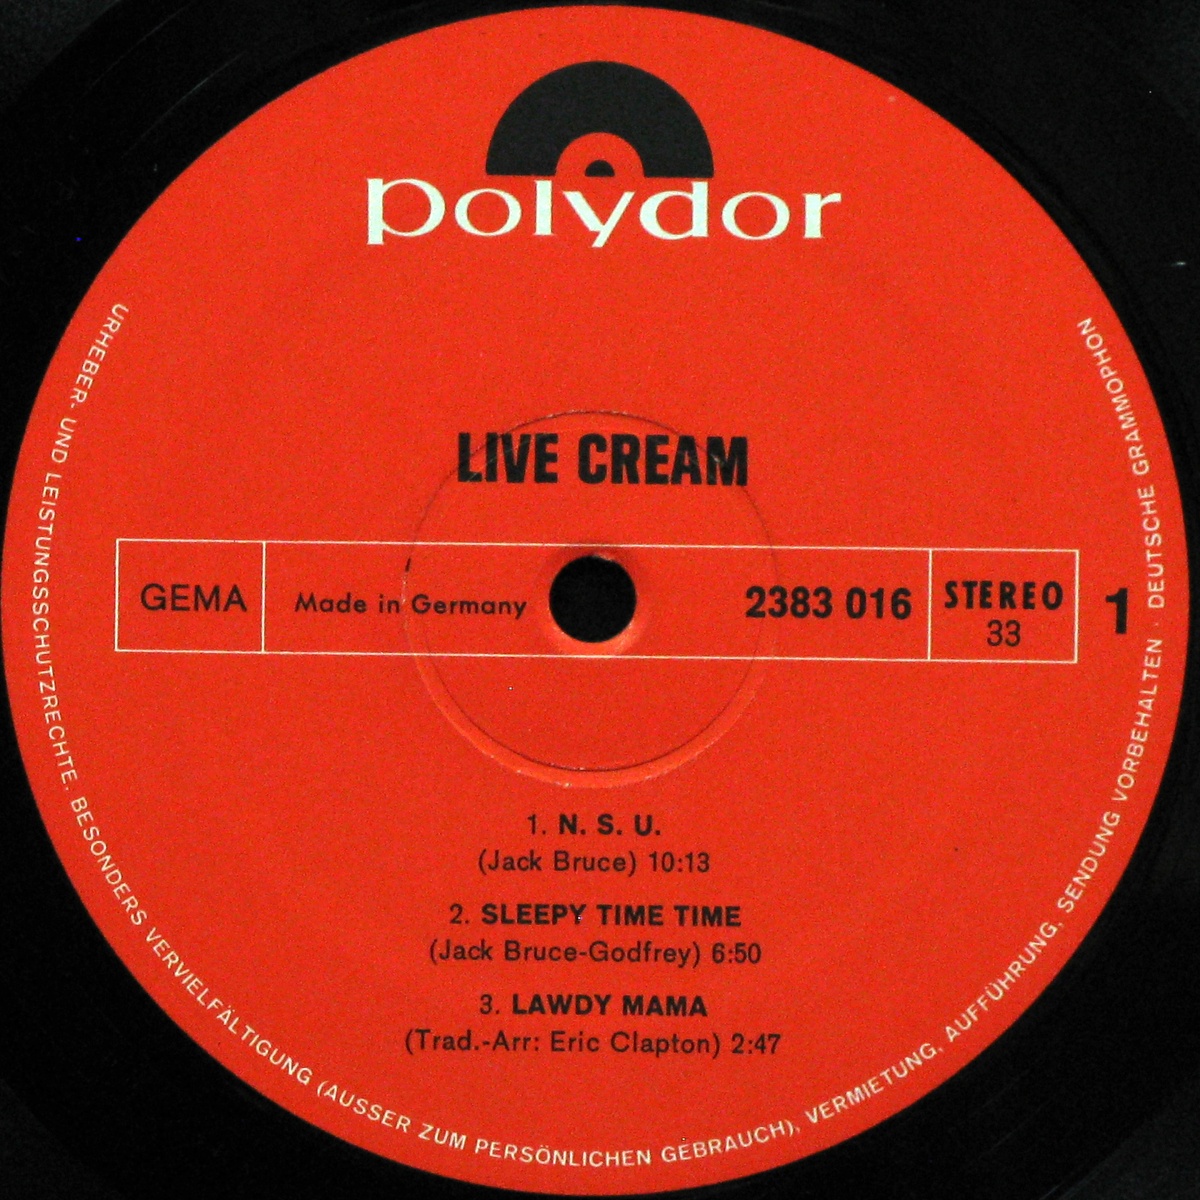 polydor
LIVE CREAM
GEMA
Made in Germany
2383 016
STEREO
33
1
1. N. S. U.
(Jack Bruce) 10:13
2. SLEEPY TIME TIME
(Jack Bruce-Godfrey) 6:50
3. LAWDY MAMA
(Trad.-Arr: Eric Clapton) 2:47
URHEBER- UND LEISTUNGSSCHUTZRECHTE, BESONDERS VERVIELFÄLTIGUNG (AUSSER ZUM PERSÖNLICHEN GEBRAUCH), VERMIETUNG, AUFFÜHRUNG, SENDUNG VORBEHALTEN · DEUTSCHE GRAMMOPHON